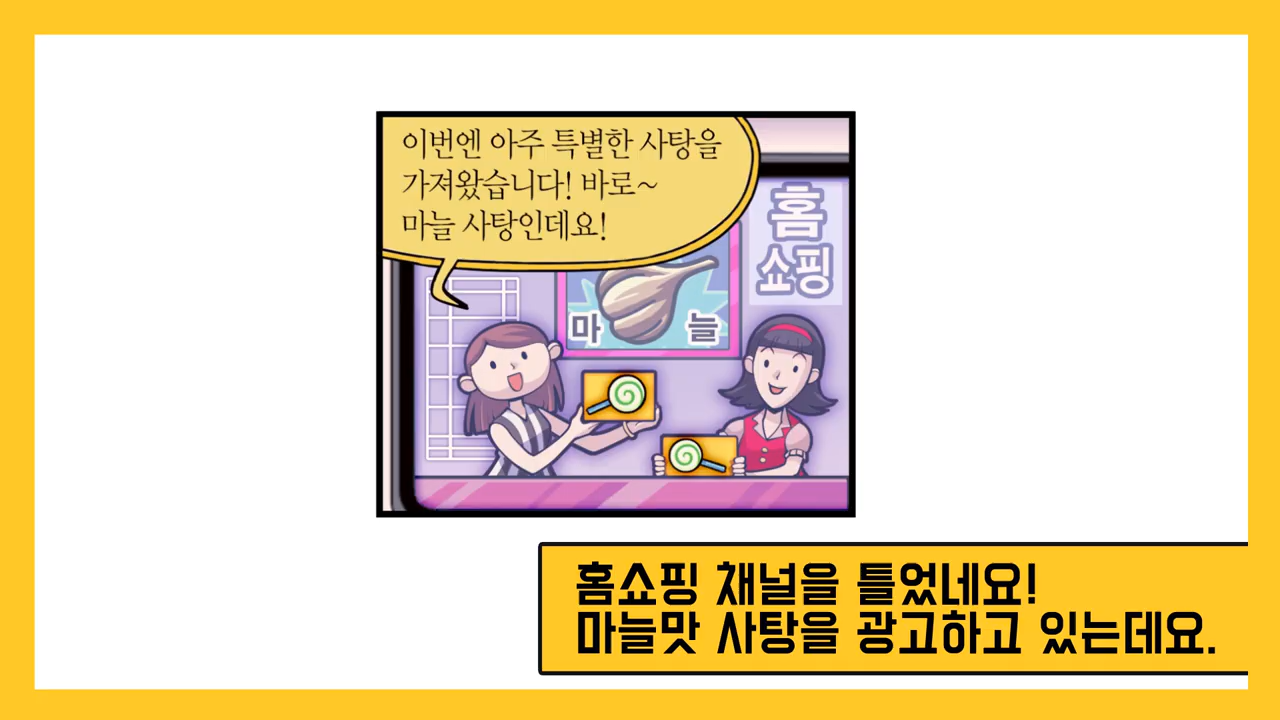 이번엔 아주 특별한 사탕을
가져왔습니다! 바로~
마늘 사탕인데요!
홈
쇼핑
마 늘
홈쇼핑 채널을 틀었네요!
마늘맛 사탕을 광고하고 있는데요.